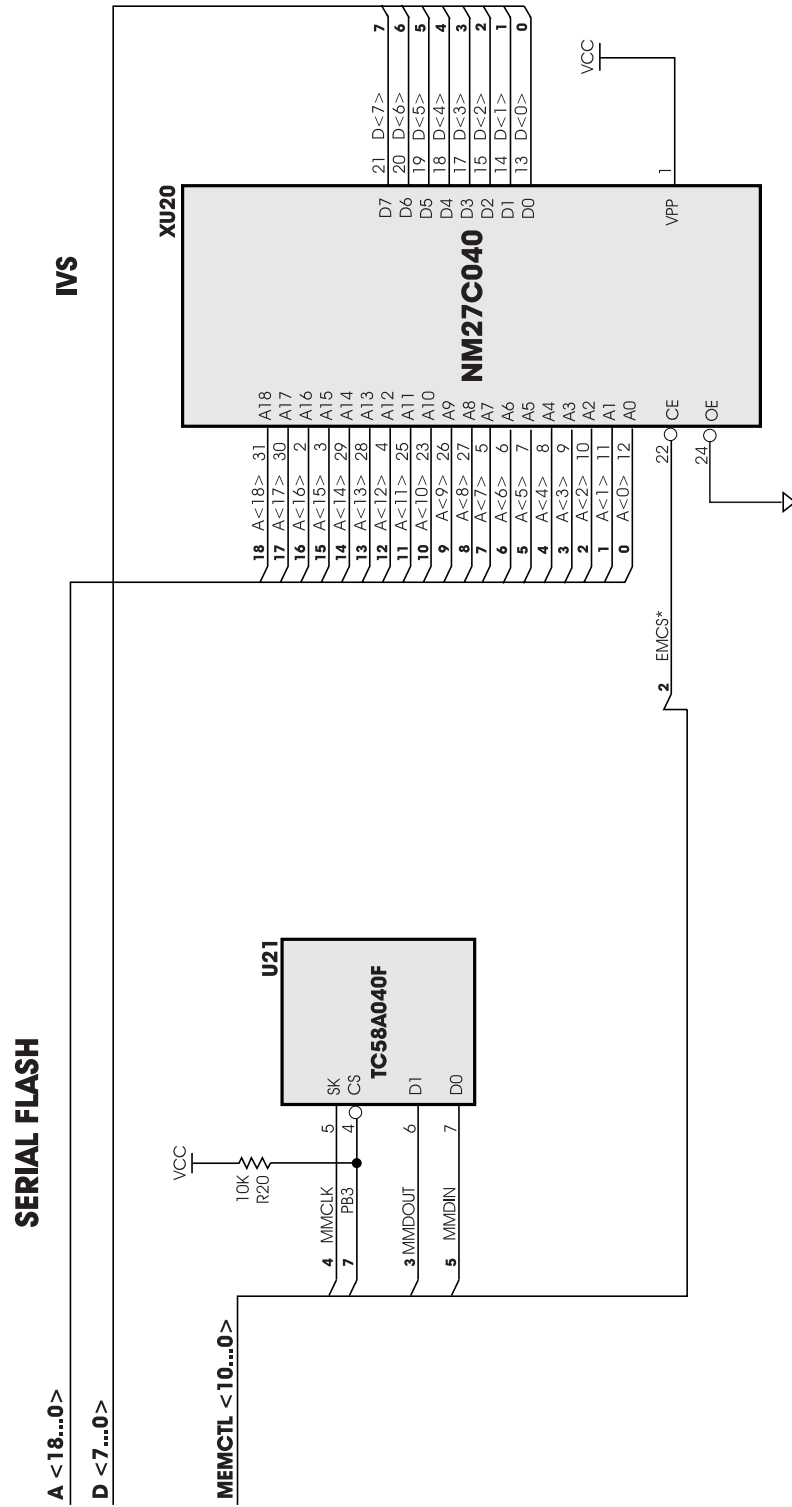 SERIAL FLASH
IVS
A <18...0>
D <7...0>
MEMCTL <10...0>
VCC
10K
R20
4 MMCLK 5 SK
7 PB3 4 CS
3 MMDOUT 6 D1
5 MMDIN 7 D0
U21
TC58A040F
2 EMCS* 22 CE
24 OE
18 A<18> 31 A18
17 A<17> 30 A17
16 A<16> 2 A16
15 A<15> 3 A15
14 A<14> 29 A14
13 A<13> 28 A13
12 A<12> 4 A12
11 A<11> 25 A11
10 A<10> 23 A10
9 A<9> 26 A9
8 A<8> 27 A8
7 A<7> 5 A7
6 A<6> 6 A6
5 A<5> 7 A5
4 A<4> 8 A4
3 A<3> 9 A3
2 A<2> 10 A2
1 A<1> 11 A1
0 A<0> 12 A0
XU20
NM27C040
D7 21 D<7> 7
D6 20 D<6> 6
D5 19 D<5> 5
D4 18 D<4> 4
D3 17 D<3> 3
D2 15 D<2> 2
D1 14 D<1> 1
D0 13 D<0> 0
VPP 1
VCC